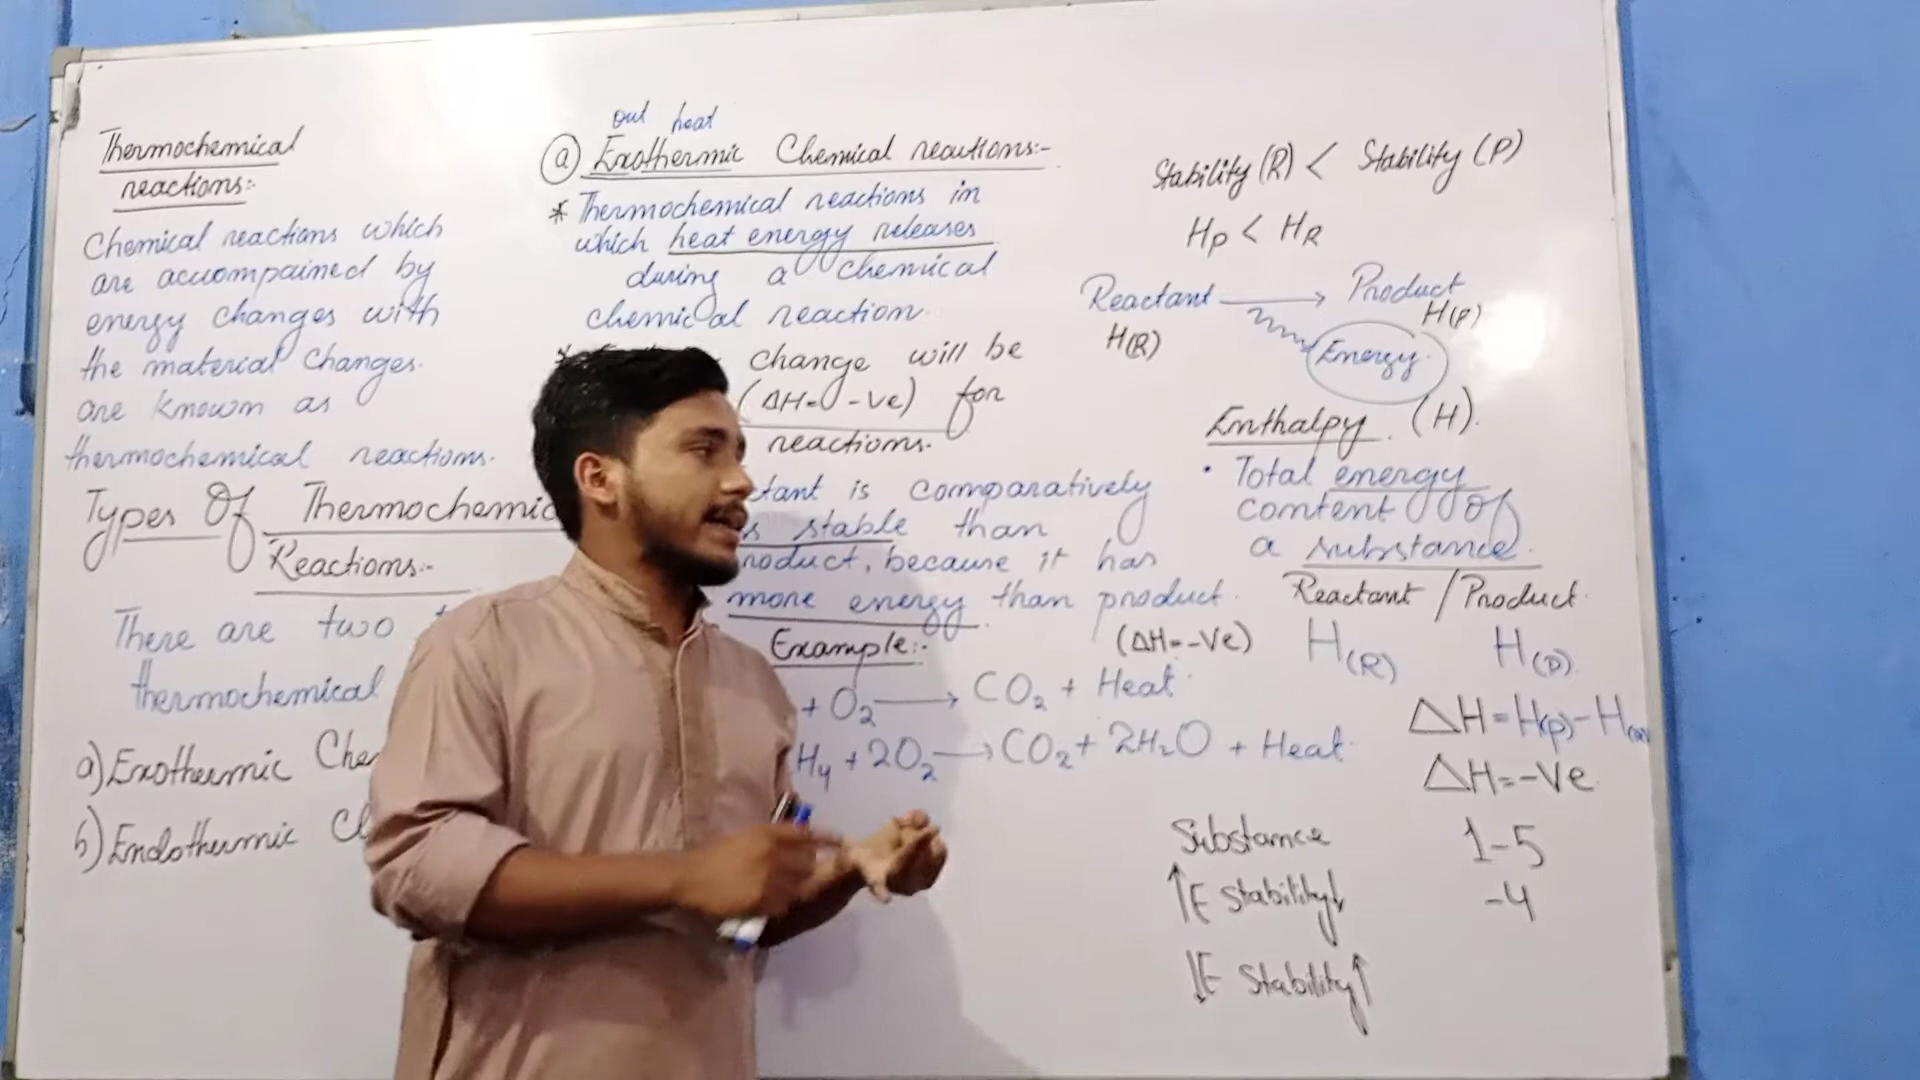 Thermochemical
reactions:-
Chemical reactions which
are accompained by
energy changes with
the material changes.
are known as
thermochemical reactions.
Types Of Thermochemic
Reactions:-
There are two
thermochemical
a) Exothermic Che
b) Endothermic
out heat
(a) Exothermic Chemical reactions:-
* Thermochemical reactions in
which heat energy releases
during a chemical
chemical reaction.
change will be
(ΔH= -ve) for
reactions.
tant is comparatively
s stable than
roduct, because it has
more energy than product.
Example:-
(ΔH=-Ve)
+ O₂ → CO₂ + Heat
H₄ + 2O₂ → CO₂ + 2H₂O + Heat
Stability (R) < Stability (P)
Hp < HR
Reactant → Product
H(R) H(P)
Energy.
Enthalpy. (H).
• Total energy
content of
a substance.
Reactant / Product.
H(R) H(P).
ΔH = H(p) - H(R)
ΔH = -Ve
Substance 1-5
↑E Stability↓ -4
↓E Stability↑